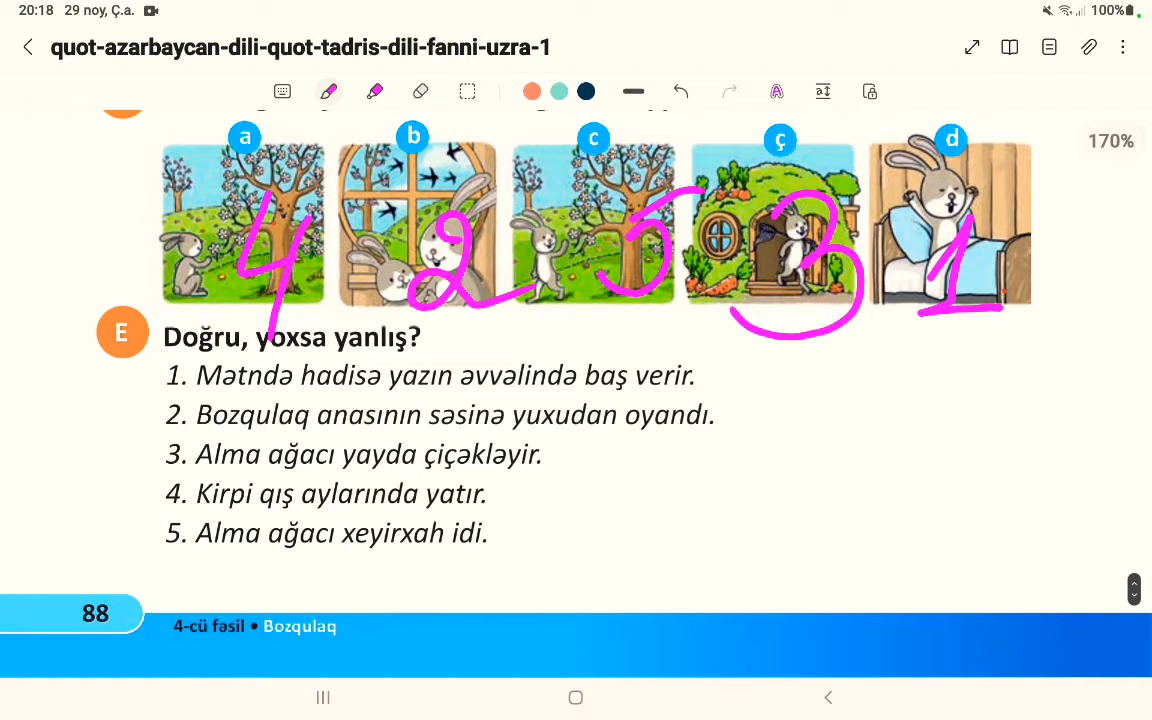 20:18 29 noy, Ç.a. 100%
quot-azarbaycan-dili-quot-tadris-dili-fanni-uzra-1
170%
a b c ç d
4 2 5 3 1
E Doğru, yoxsa yanlış?
1. Mətndə hadisə yazın əvvəlində baş verir.
2. Bozqulaq anasının səsinə yuxudan oyandı.
3. Alma ağacı yayda çiçəkləyir.
4. Kirpi qış aylarında yatır.
5. Alma ağacı xeyirxah idi.
88
4-cü fəsil • Bozqulaq